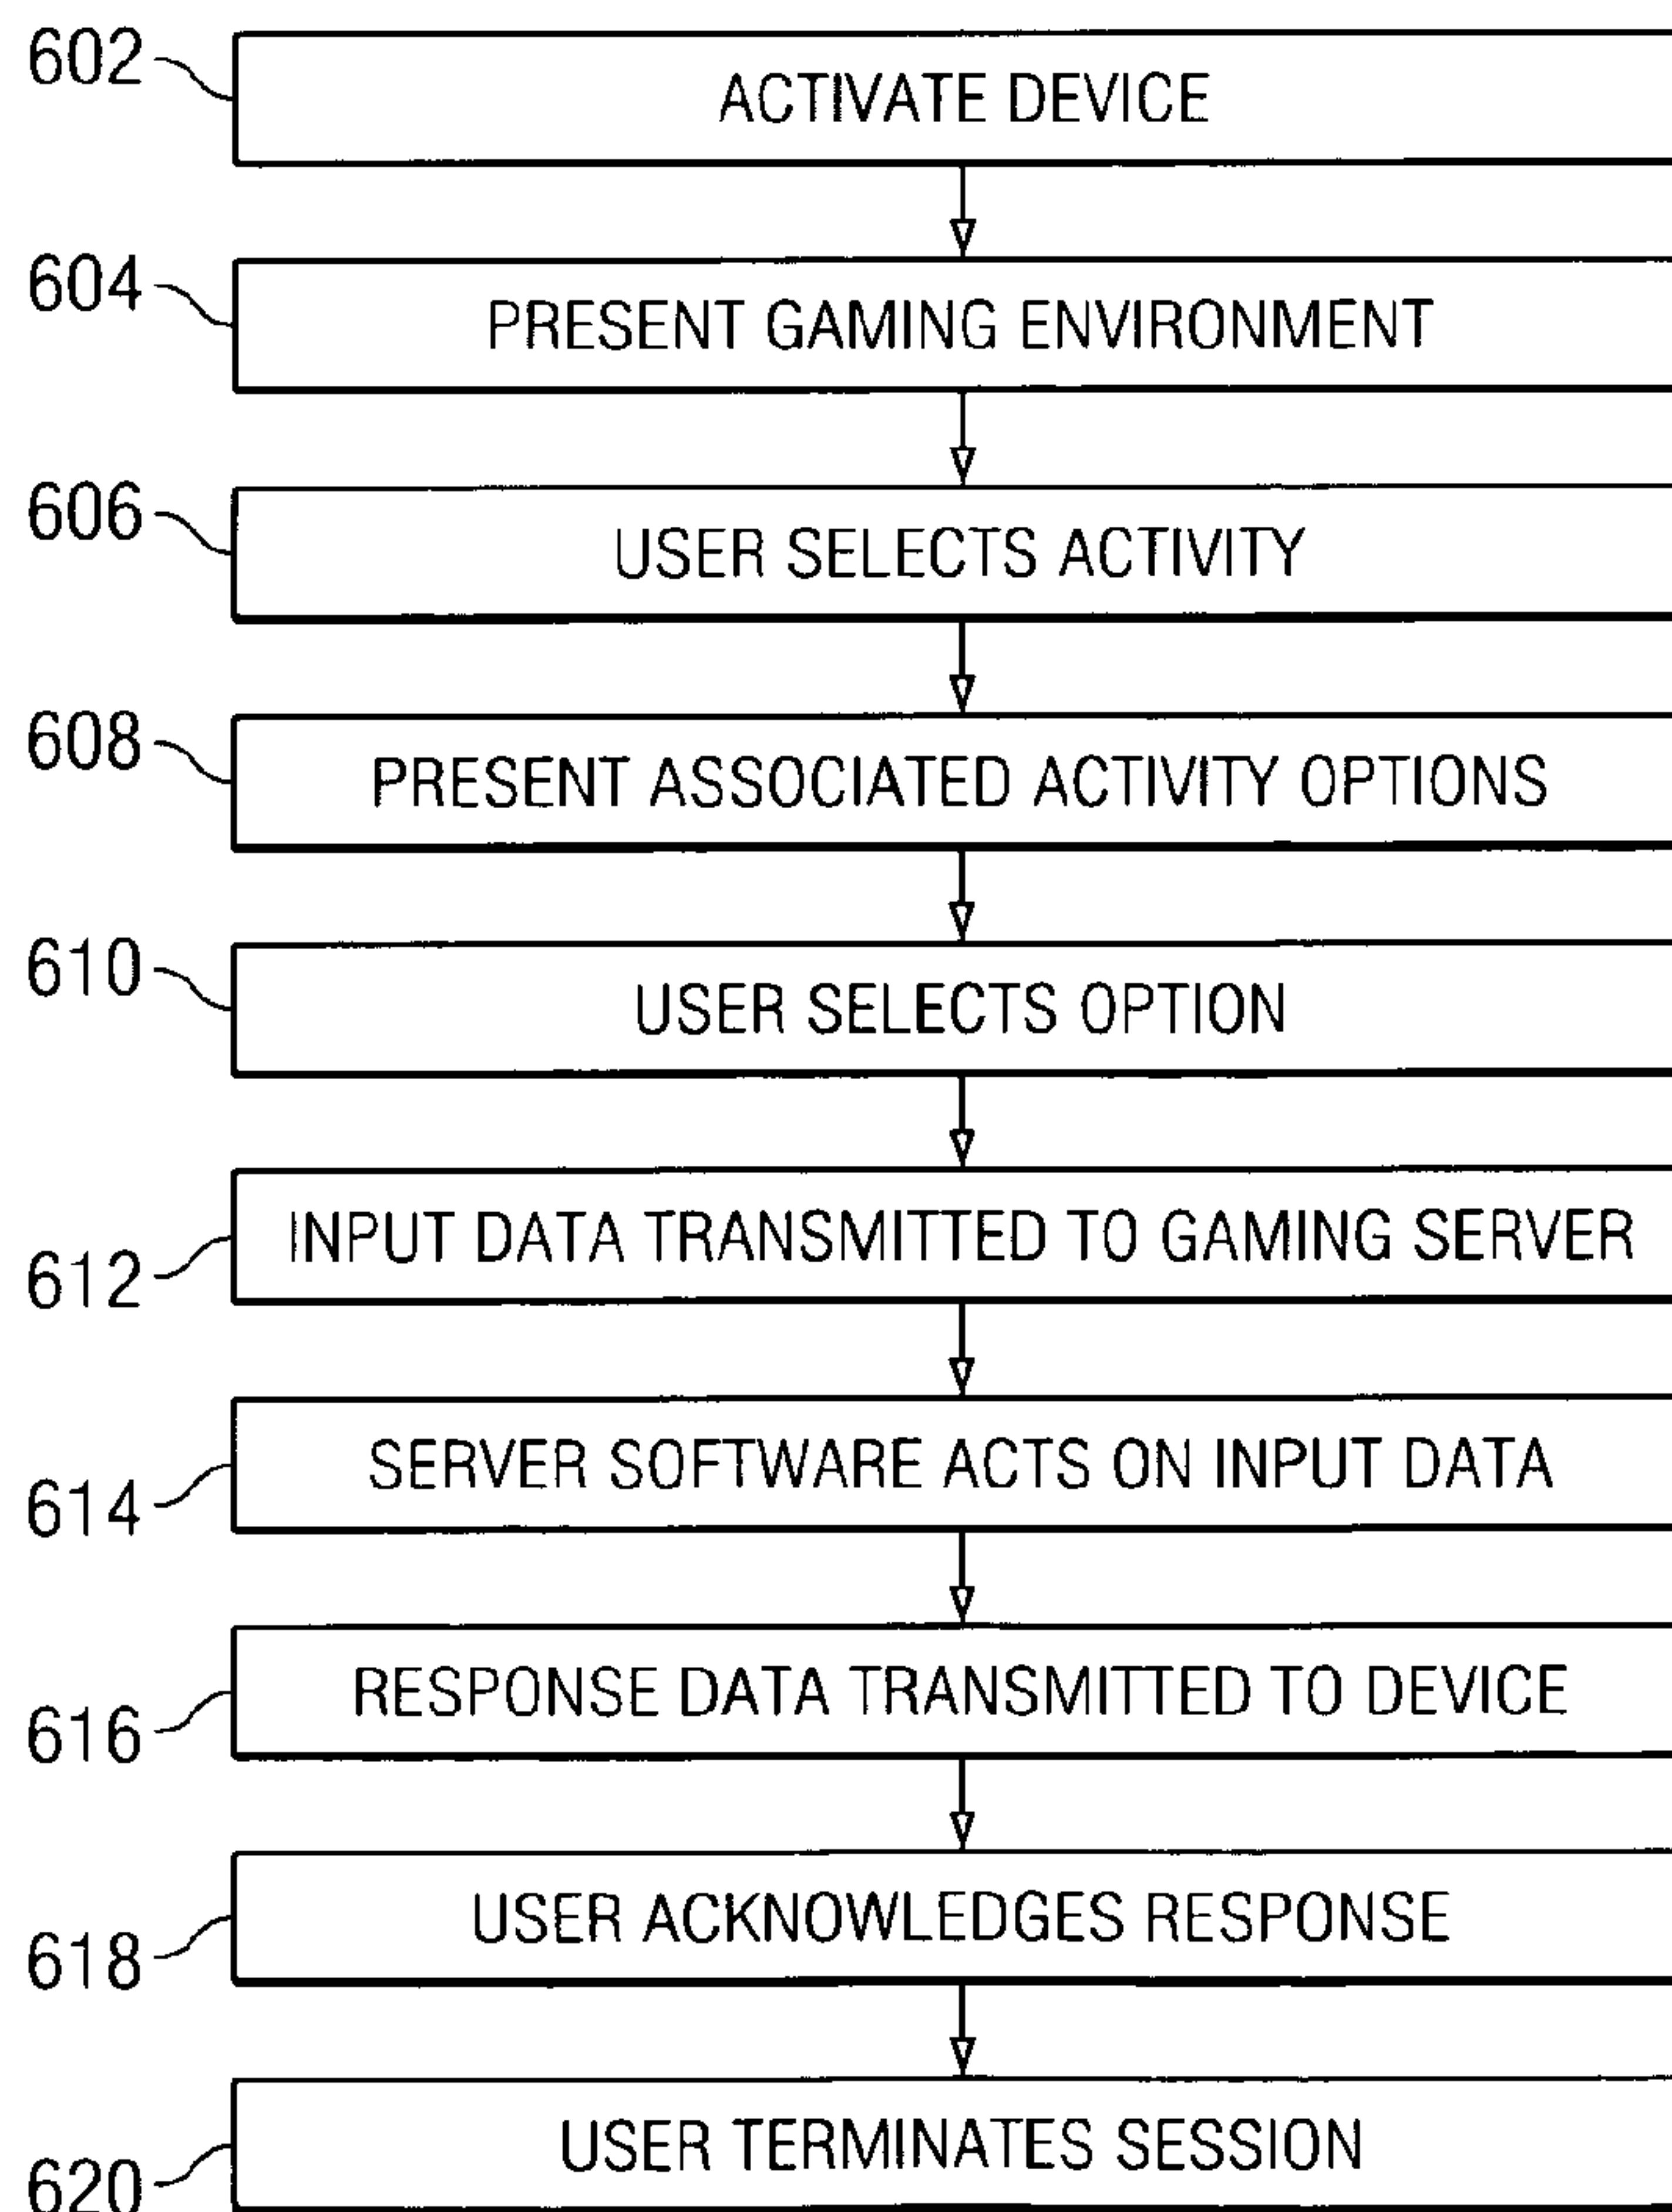 602 ACTIVATE DEVICE
604 PRESENT GAMING ENVIRONMENT
606 USER SELECTS ACTIVITY
608 PRESENT ASSOCIATED ACTIVITY OPTIONS
610 USER SELECTS OPTION
612 INPUT DATA TRANSMITTED TO GAMING SERVER
614 SERVER SOFTWARE ACTS ON INPUT DATA
616 RESPONSE DATA TRANSMITTED TO DEVICE
618 USER ACKNOWLEDGES RESPONSE
620 USER TERMINATES SESSION